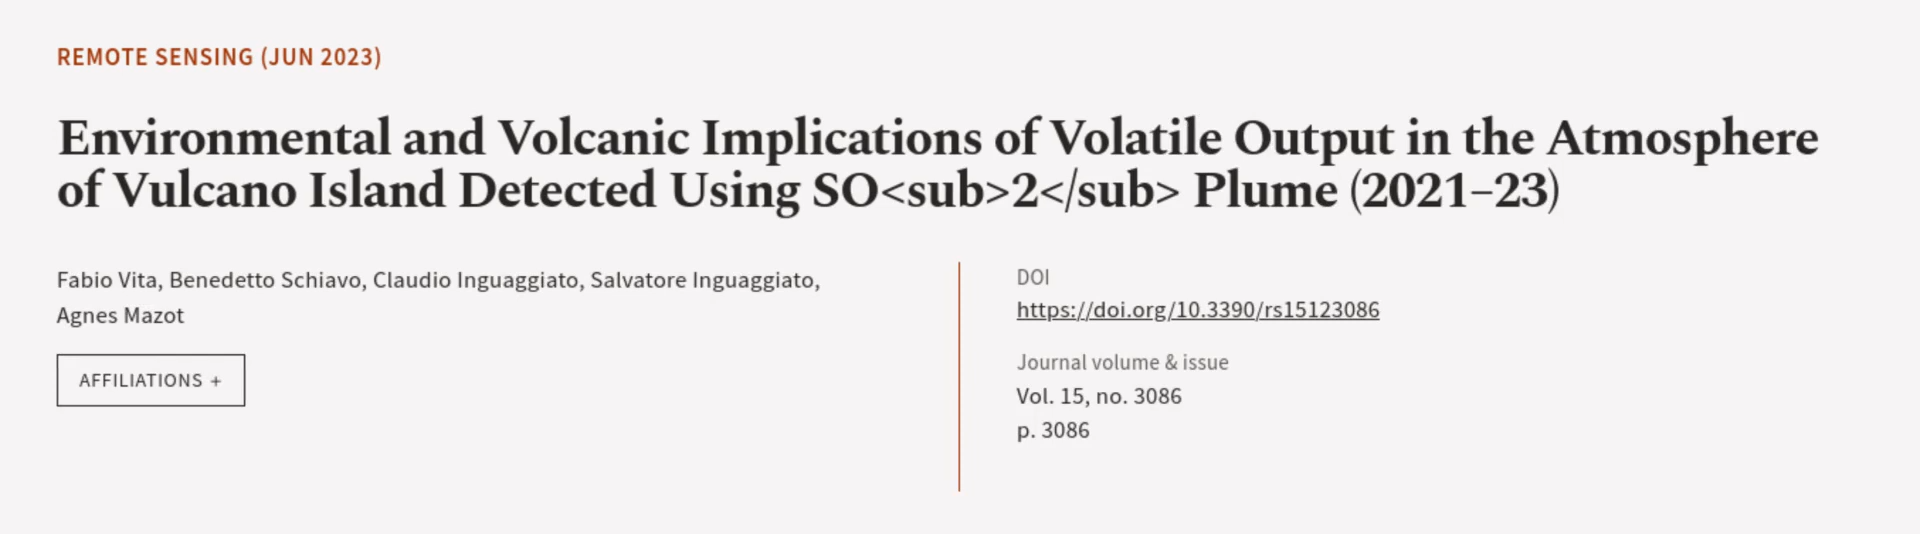 REMOTE SENSING (JUN 2023)
Environmental and Volcanic Implications of Volatile Output in the Atmosphere
of Vulcano Island Detected Using SO<sub>2</sub> Plume (2021–23)
Fabio Vita, Benedetto Schiavo, Claudio Inguaggiato, Salvatore Inguaggiato,
Agnes Mazot
AFFILIATIONS +
DOI
https://doi.org/10.3390/rs15123086
Journal volume & issue
Vol. 15, no. 3086
p. 3086